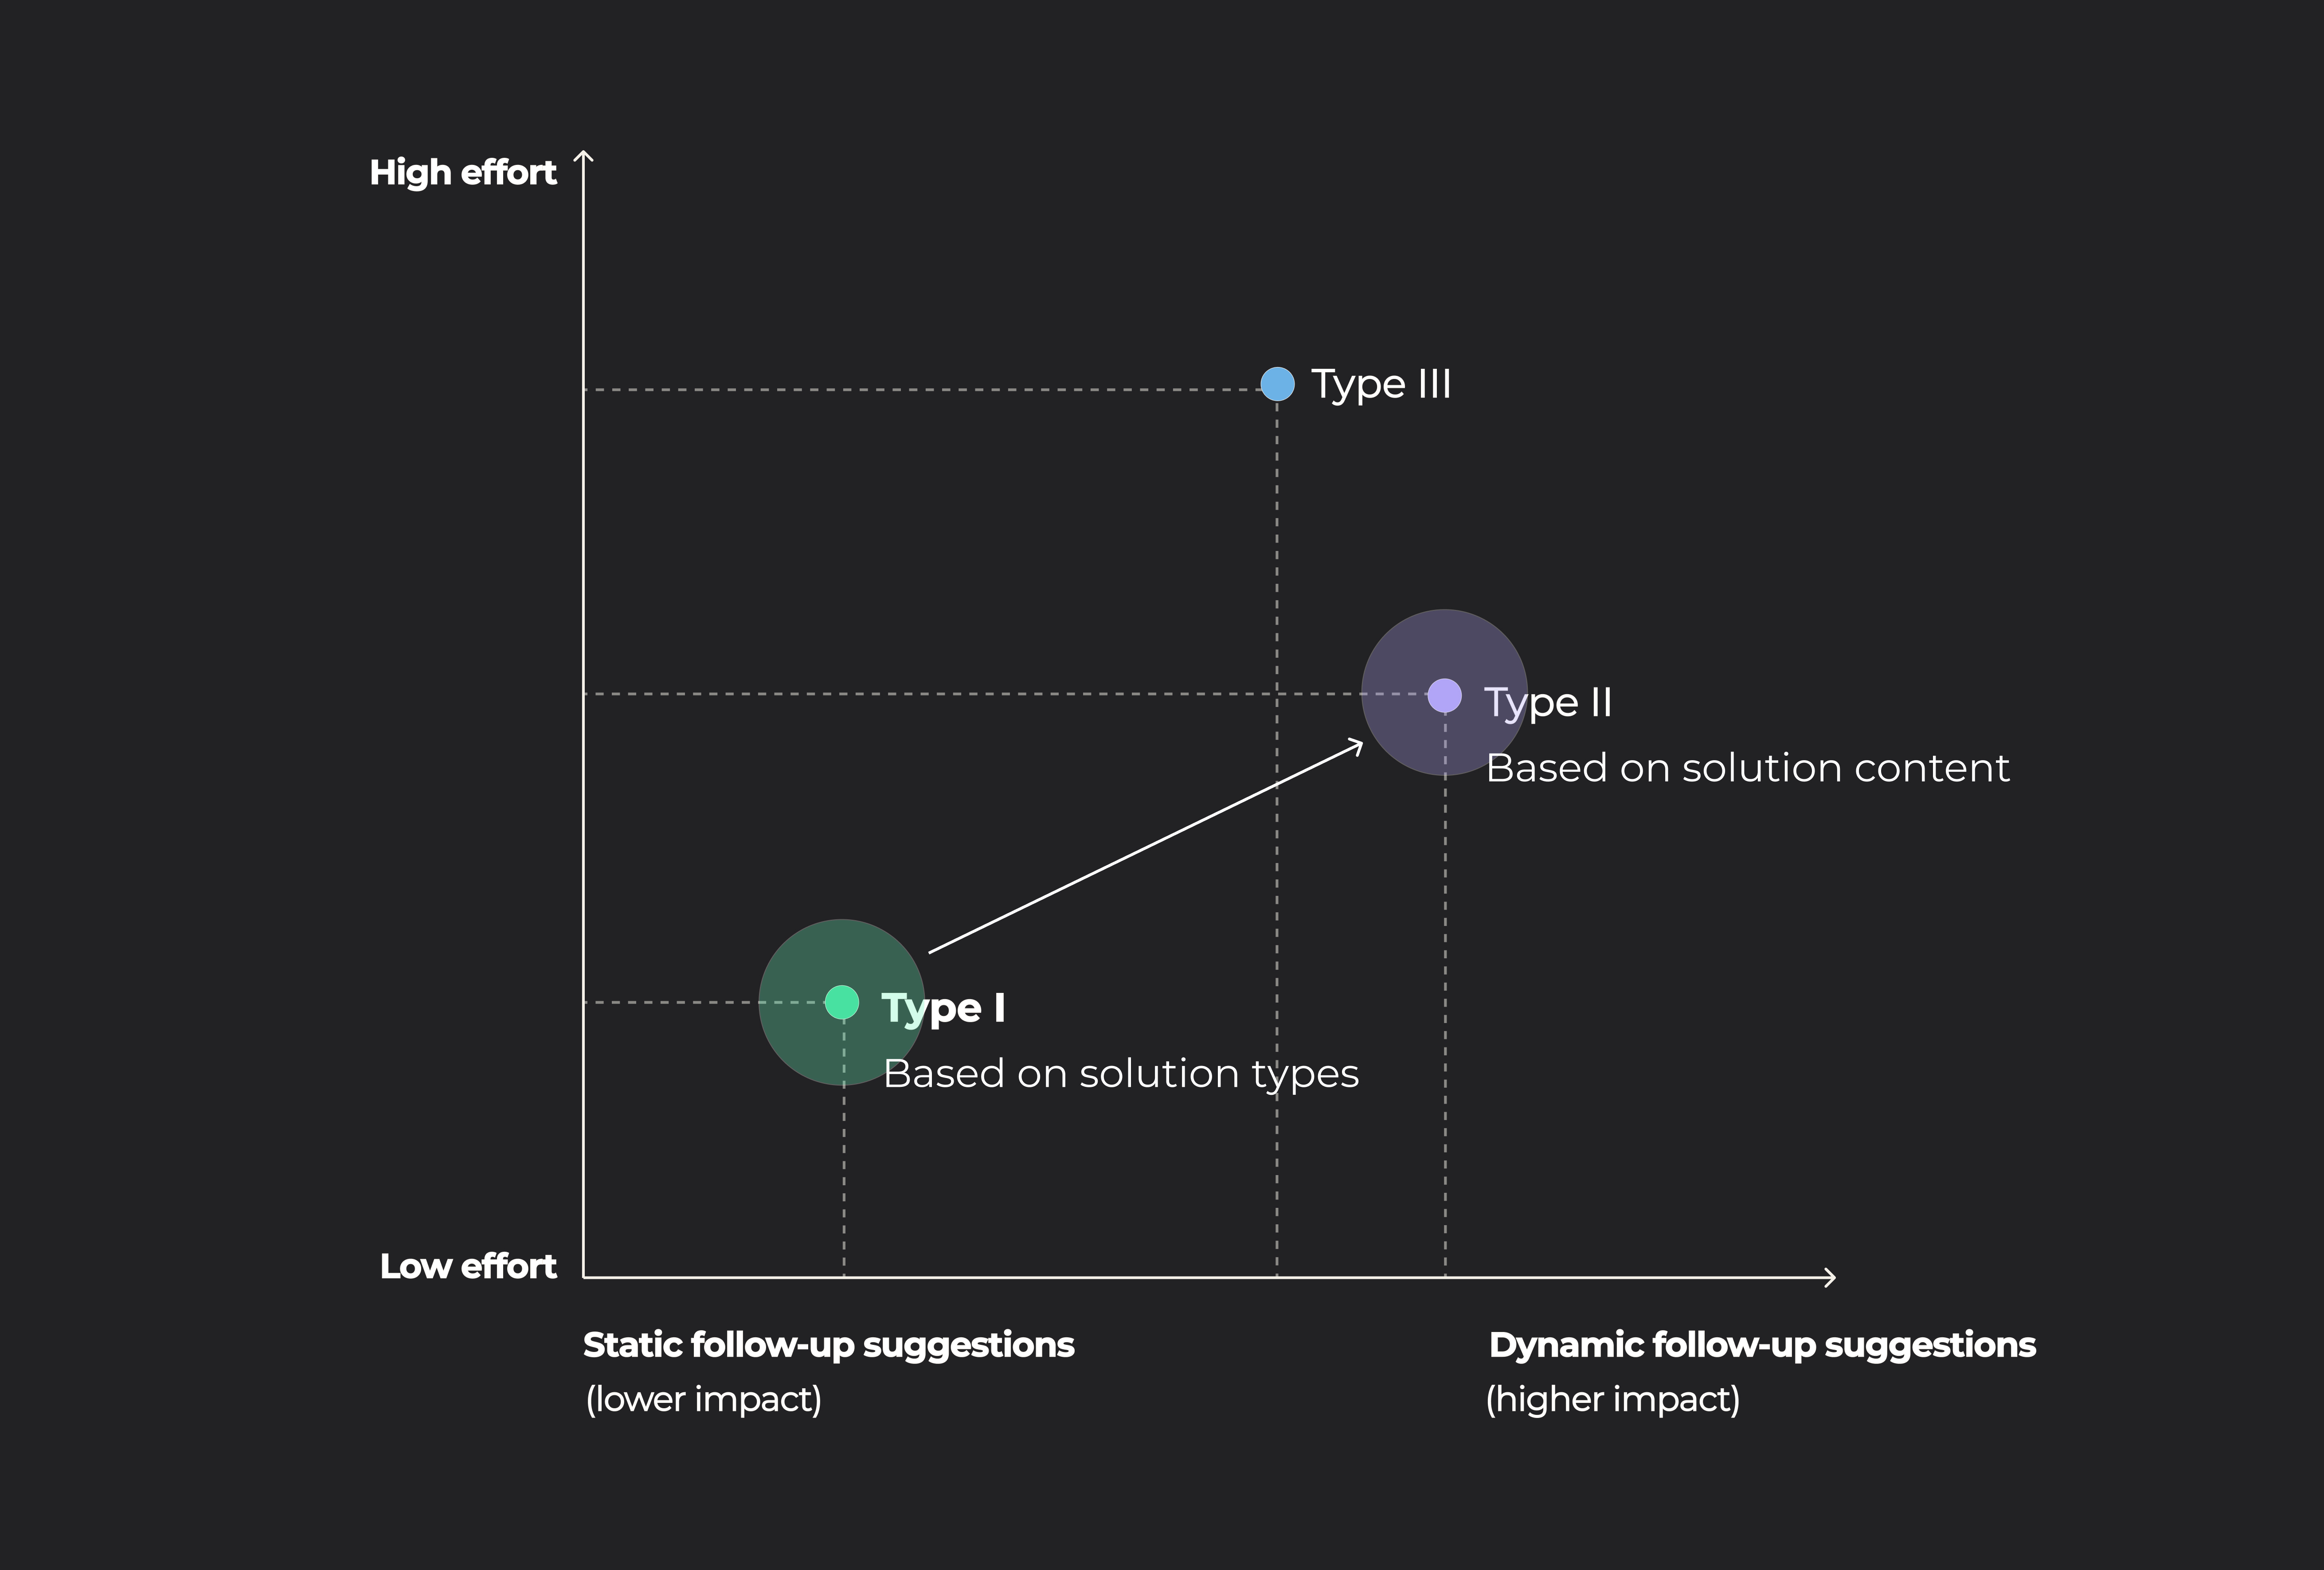 High effort
Type III
Type II
Based on solution content
Type I
Based on solution types
Low effort
Static follow-up suggestions
(lower impact)
Dynamic follow-up suggestions
(higher impact)